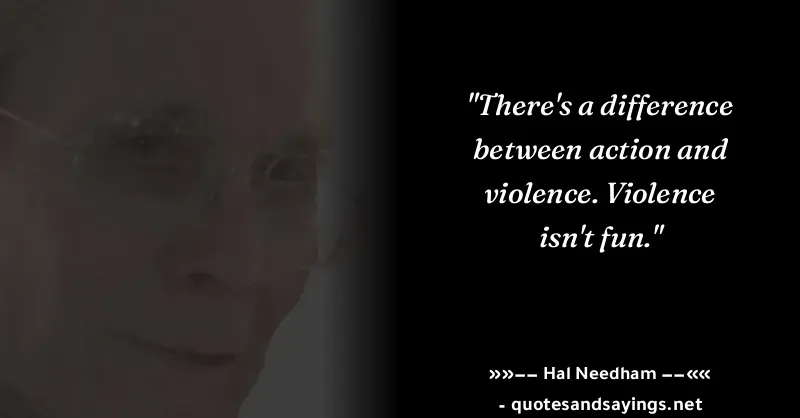 "There's a difference
between action and
violence. Violence
isn't fun."
»»−− Hal Needham −−««
- quotesandsayings.net